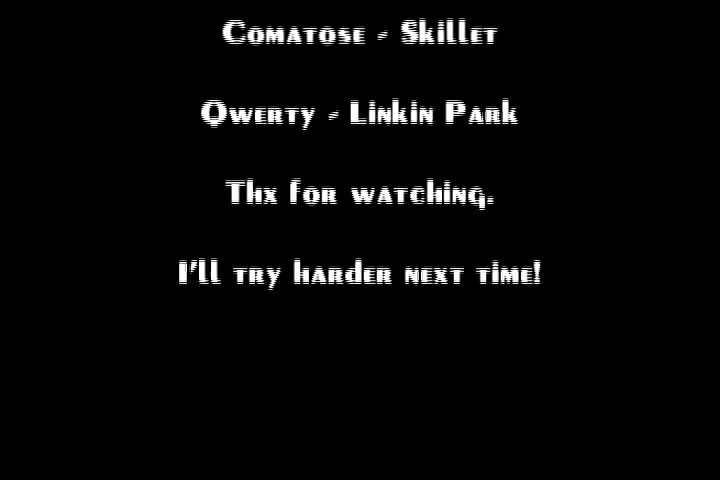 Comatose - Skillet
Qwerty - Linkin Park
Thx for watching.
I'll try harder next time!